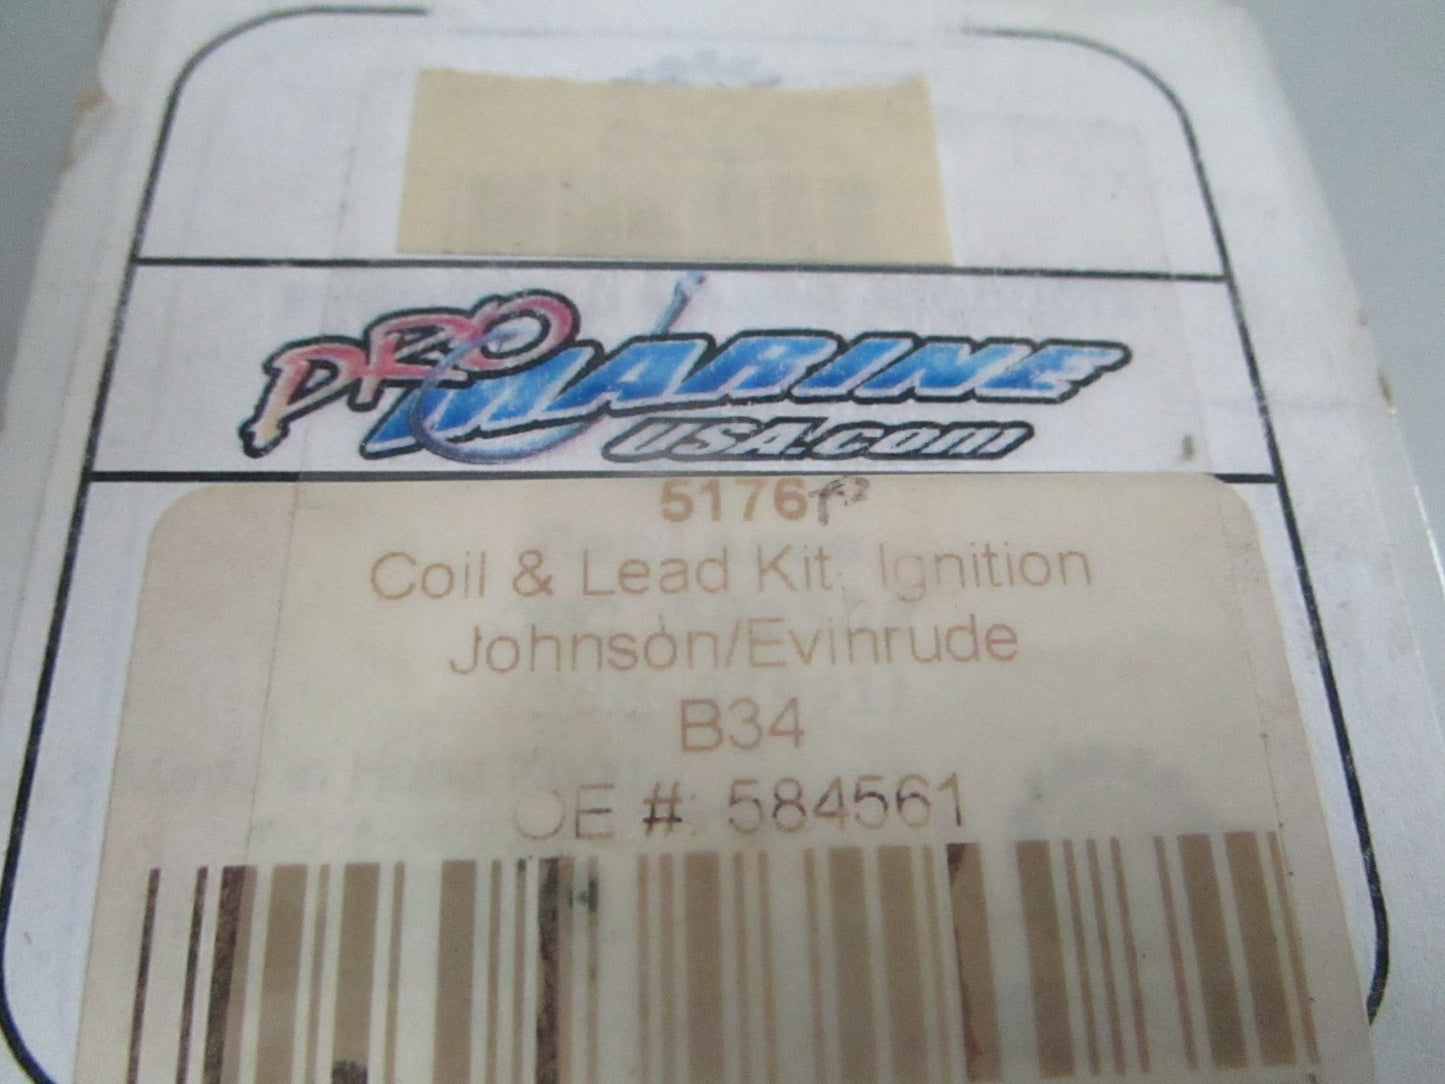 PRO MARINE
USA.com
5176
Coil & Lead Kit, Ignition
Johnson/Evinrude
B34
OE #: 584561